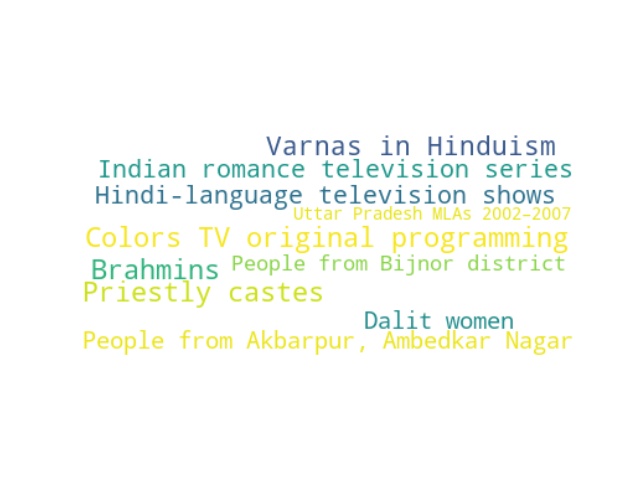 Varnas in Hinduism
Indian romance television series
Hindi-language television shows
Uttar Pradesh MLAs 2002–2007
Colors TV original programming
People from Bijnor district
Brahmins
Priestly castes
Dalit women
People from Akbarpur, Ambedkar Nagar